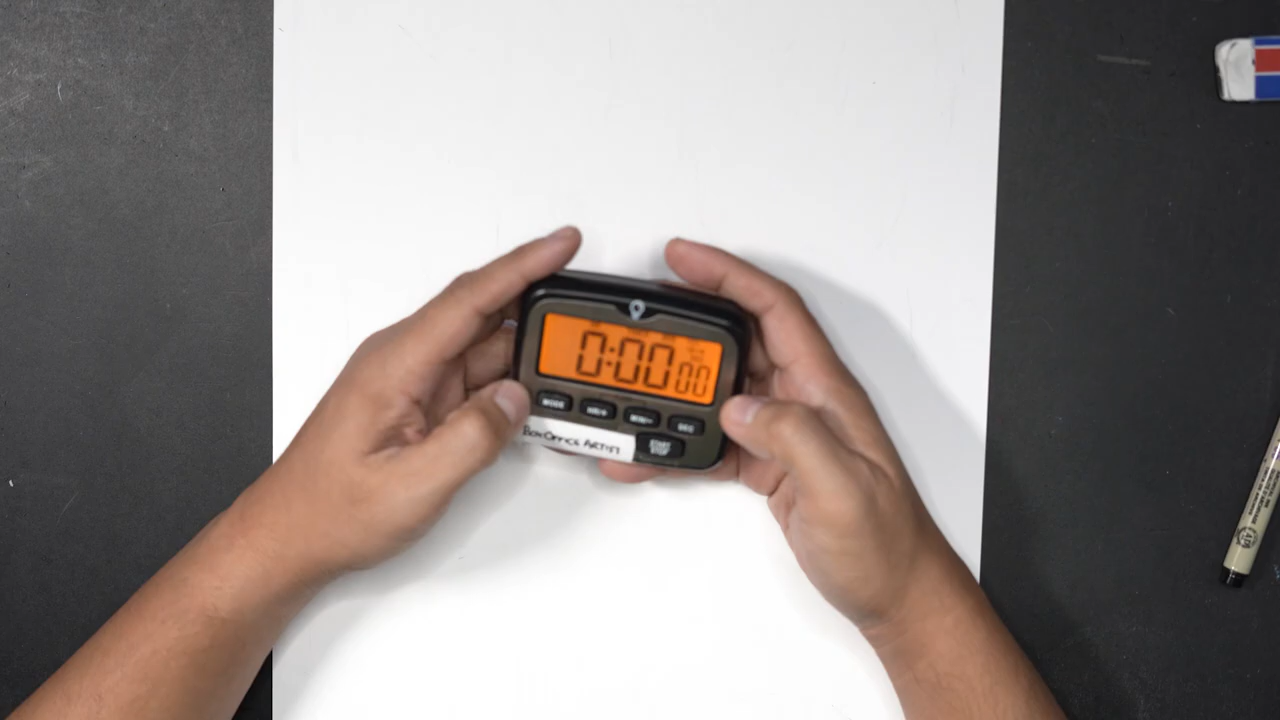 0:00 00
MODE HR/+ MIN/- SEC
BOXOFFICE ARTIST
START
STOP